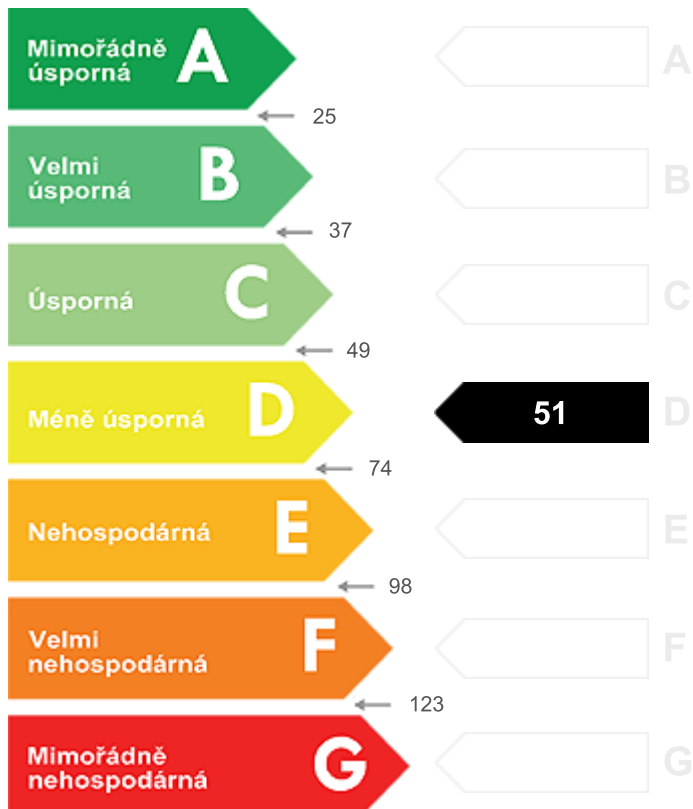 Mimořádně
úsporná
A
A
25
Velmi
úsporná
B
B
37
Úsporná
C
C
49
Méně úsporná
D
51
D
74
Nehospodárná
E
E
98
Velmi
nehospodárná
F
F
123
Mimořádně
nehospodárná
G
G